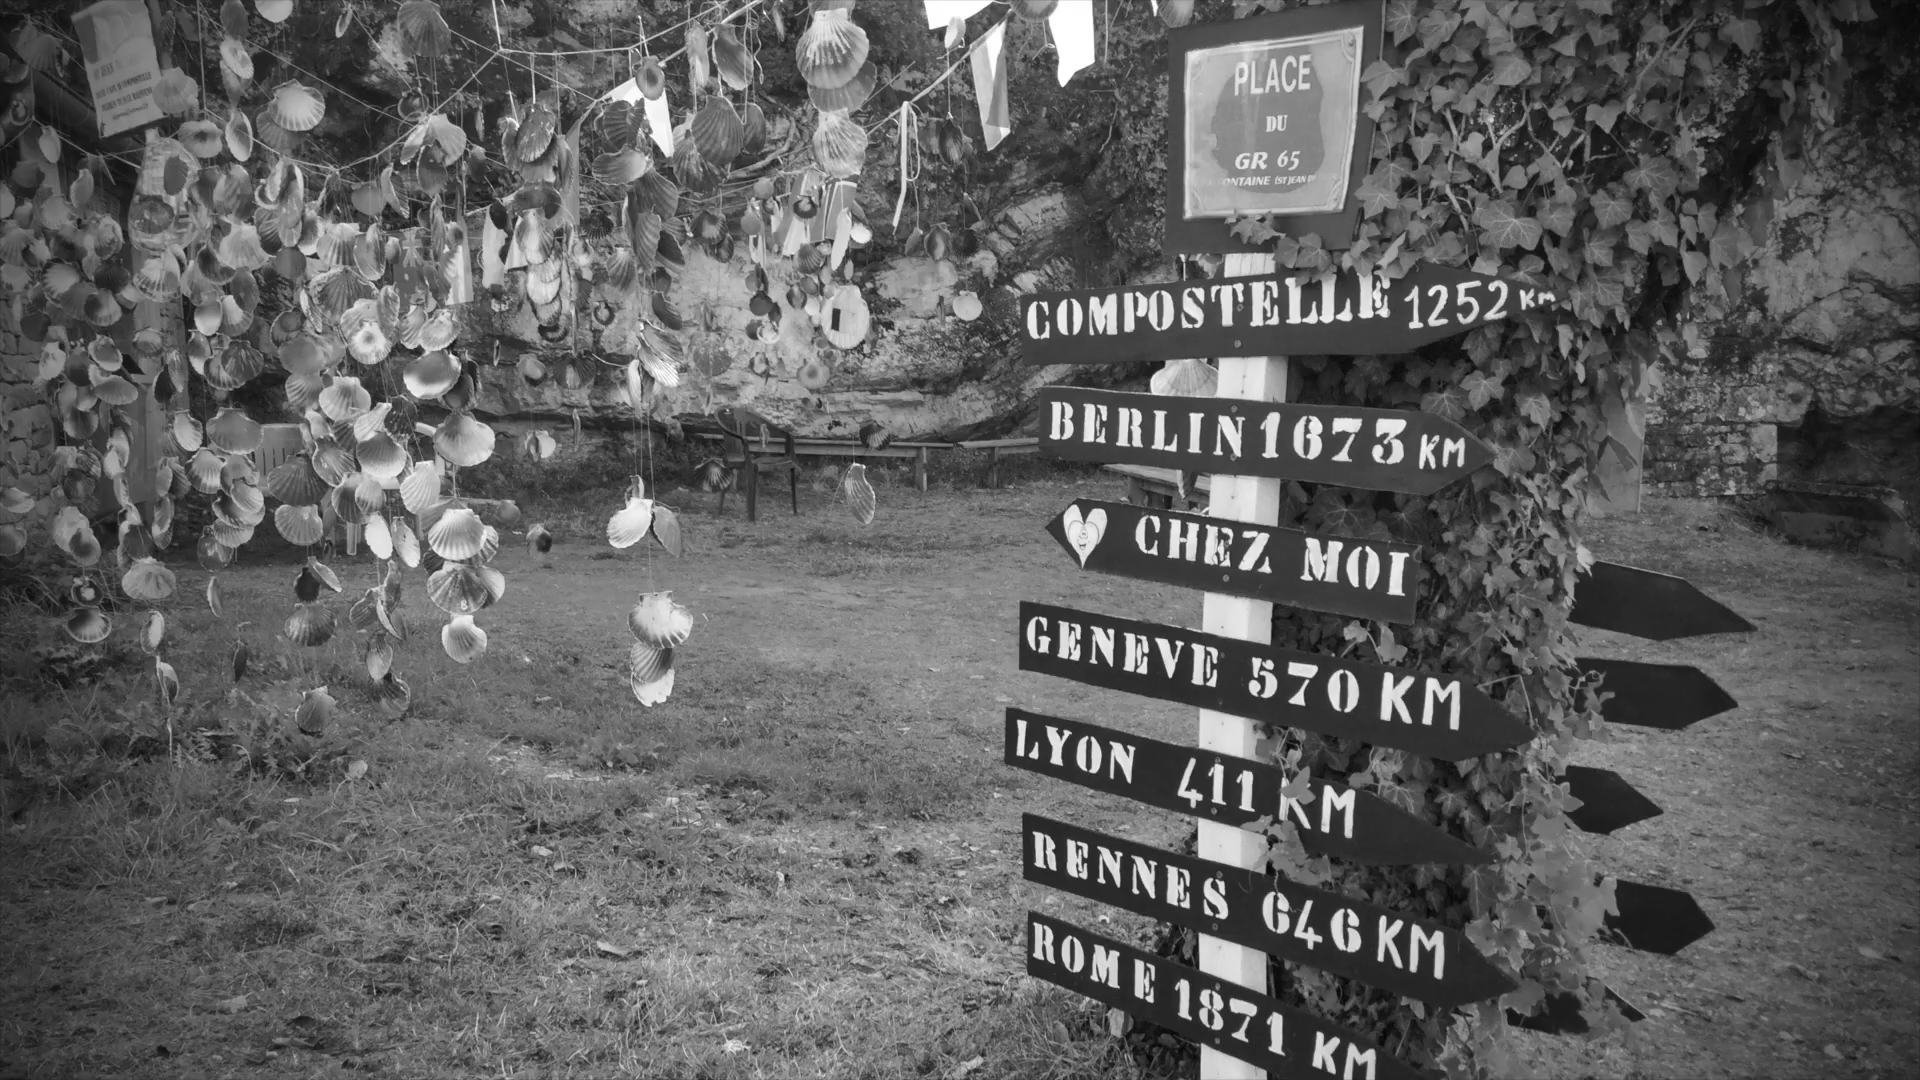 PLACE
DU
GR 65
COMPOSTELLE 1252 KM
BERLIN 1673 KM
CHEZ MOI
GENEVE 570 KM
LYON 411 KM
RENNES 646 KM
ROME 1871 KM